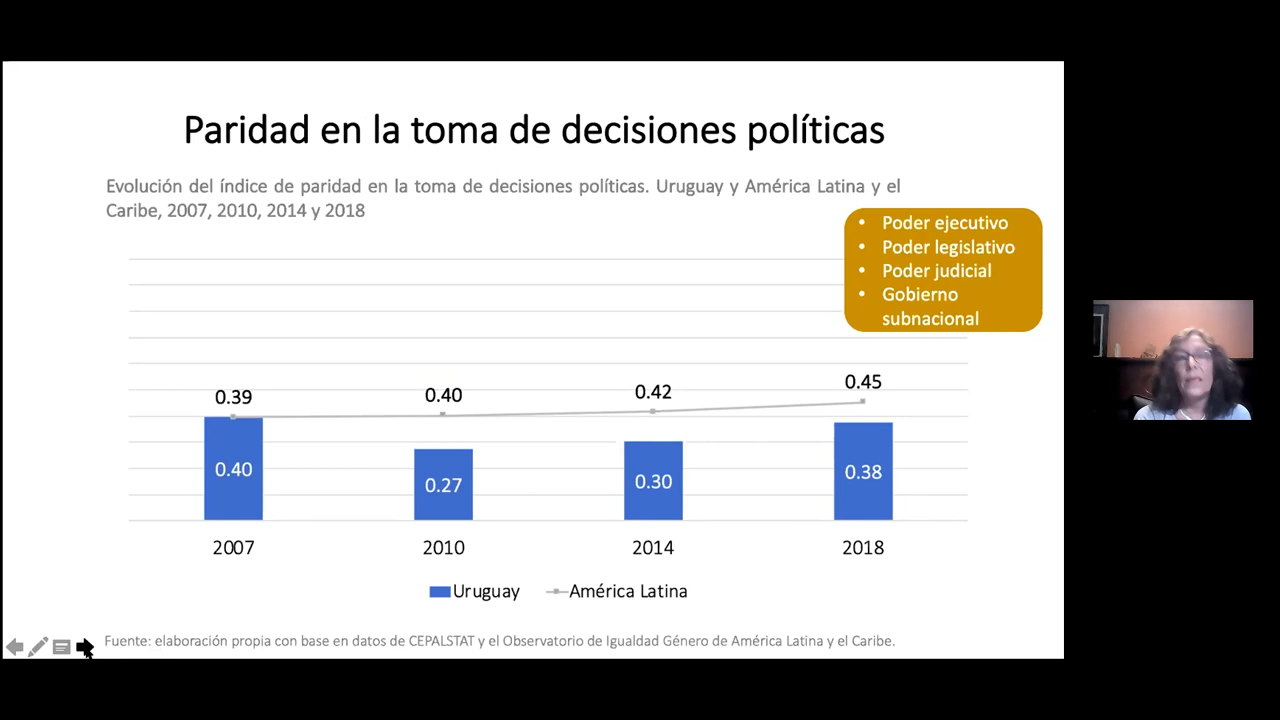 Paridad en la toma de decisiones políticas
Evolución del índice de paridad en la toma de decisiones políticas. Uruguay y América Latina y el
Caribe, 2007, 2010, 2014 y 2018
• Poder ejecutivo
• Poder legislativo
• Poder judicial
• Gobierno
subnacional
0.39 0.40 0.42 0.45
0.40 0.27 0.30 0.38
2007 2010 2014 2018
Uruguay América Latina
Fuente: elaboración propia con base en datos de CEPALSTAT y el Observatorio de Igualdad Género de América Latina y el Caribe.